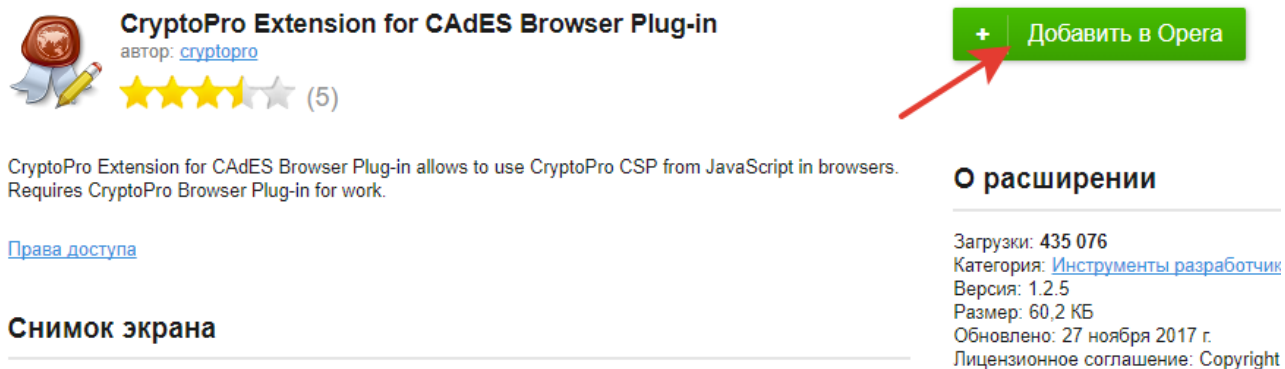 CryptoPro Extension for CAdES Browser Plug-in
автор: cryptopro
(5)
+ Добавить в Opera
CryptoPro Extension for CAdES Browser Plug-in allows to use CryptoPro CSP from JavaScript in browsers.
Requires CryptoPro Browser Plug-in for work.
Права доступа
Снимок экрана
О расширении
Загрузки: 435 076
Категория: Инструменты разработчик
Версия: 1.2.5
Размер: 60,2 КБ
Обновлено: 27 ноября 2017 г.
Лицензионное соглашение: Copyright